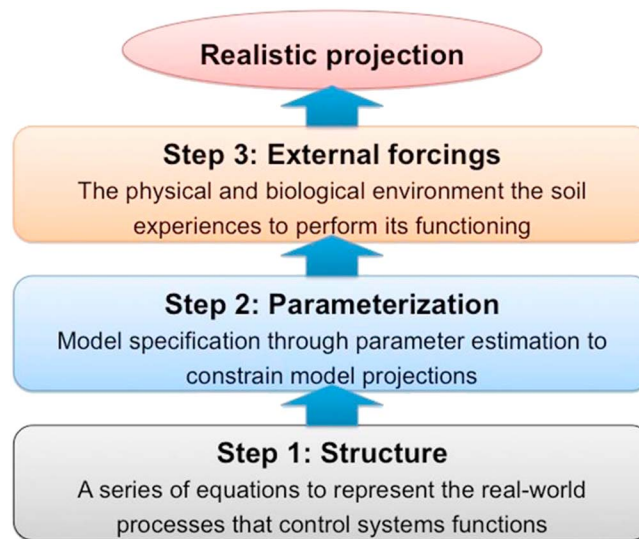 Realistic projection
Step 3: External forcings
The physical and biological environment the soil
experiences to perform its functioning
Step 2: Parameterization
Model specification through parameter estimation to
constrain model projections
Step 1: Structure
A series of equations to represent the real-world
processes that control systems functions